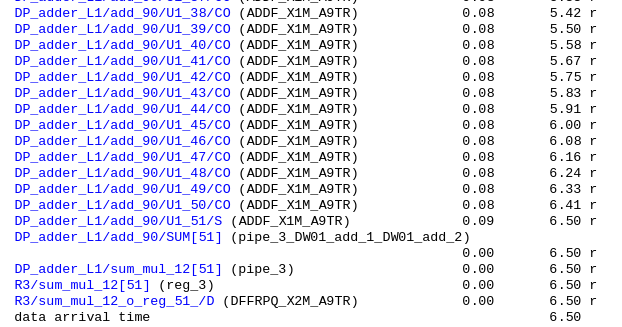 DP_adder_L1/add_90/U1_38/CO (ADDF_X1M_A9TR) 0.08 5.42 r
DP_adder_L1/add_90/U1_39/CO (ADDF_X1M_A9TR) 0.08 5.50 r
DP_adder_L1/add_90/U1_40/CO (ADDF_X1M_A9TR) 0.08 5.58 r
DP_adder_L1/add_90/U1_41/CO (ADDF_X1M_A9TR) 0.08 5.67 r
DP_adder_L1/add_90/U1_42/CO (ADDF_X1M_A9TR) 0.08 5.75 r
DP_adder_L1/add_90/U1_43/CO (ADDF_X1M_A9TR) 0.08 5.83 r
DP_adder_L1/add_90/U1_44/CO (ADDF_X1M_A9TR) 0.08 5.91 r
DP_adder_L1/add_90/U1_45/CO (ADDF_X1M_A9TR) 0.08 6.00 r
DP_adder_L1/add_90/U1_46/CO (ADDF_X1M_A9TR) 0.08 6.08 r
DP_adder_L1/add_90/U1_47/CO (ADDF_X1M_A9TR) 0.08 6.16 r
DP_adder_L1/add_90/U1_48/CO (ADDF_X1M_A9TR) 0.08 6.24 r
DP_adder_L1/add_90/U1_49/CO (ADDF_X1M_A9TR) 0.08 6.33 r
DP_adder_L1/add_90/U1_50/CO (ADDF_X1M_A9TR) 0.08 6.41 r
DP_adder_L1/add_90/U1_51/S (ADDF_X1M_A9TR) 0.09 6.50 r
DP_adder_L1/add_90/SUM[51] (pipe_3_DW01_add_1_DW01_add_2)
0.00 6.50 r
DP_adder_L1/sum_mul_12[51] (pipe_3) 0.00 6.50 r
R3/sum_mul_12[51] (reg_3) 0.00 6.50 r
R3/sum_mul_12_o_reg_51_/D (DFFRPQ_X2M_A9TR) 0.00 6.50 r
data arrival time 6.50